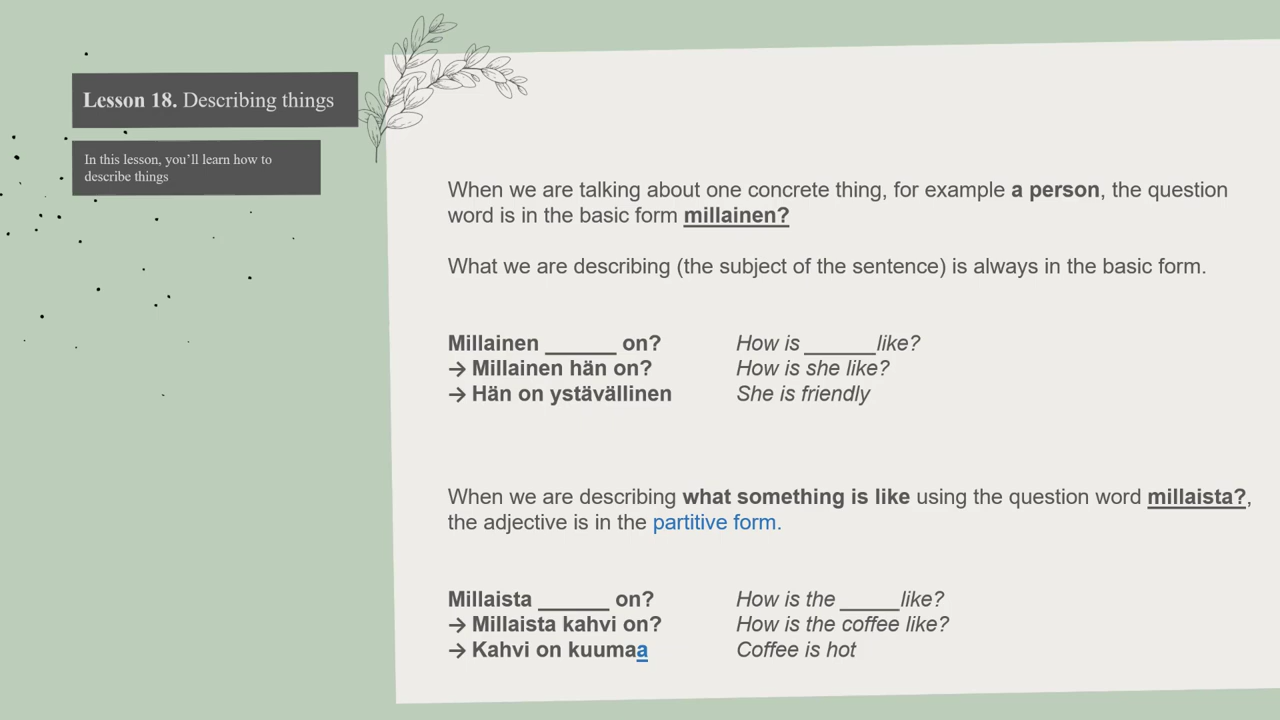 Lesson 18. Describing things
In this lesson, you'll learn how to
describe things
When we are talking about one concrete thing, for example a person, the question
word is in the basic form millainen?
What we are describing (the subject of the sentence) is always in the basic form.
Millainen ______ on? How is ______like?
→ Millainen hän on? How is she like?
→ Hän on ystävällinen She is friendly
When we are describing what something is like using the question word millaista?,
the adjective is in the partitive form.
Millaista ______ on? How is the _____like?
→ Millaista kahvi on? How is the coffee like?
→ Kahvi on kuumaa Coffee is hot